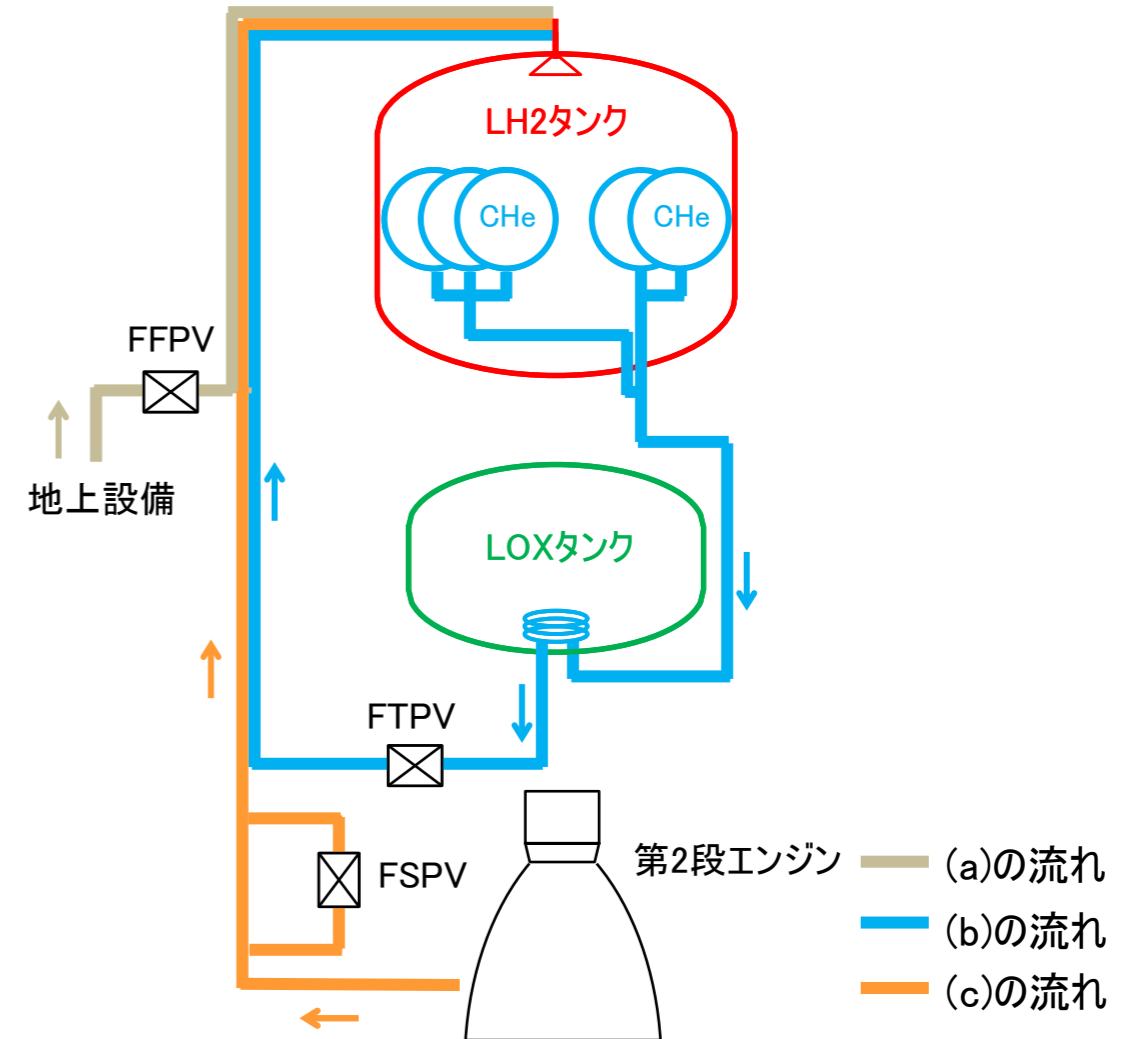 LH2タンク
CHe
CHe
FFPV
地上設備
LOXタンク
FTPV
FSPV
第2段エンジン
(a)の流れ
(b)の流れ
(c)の流れ